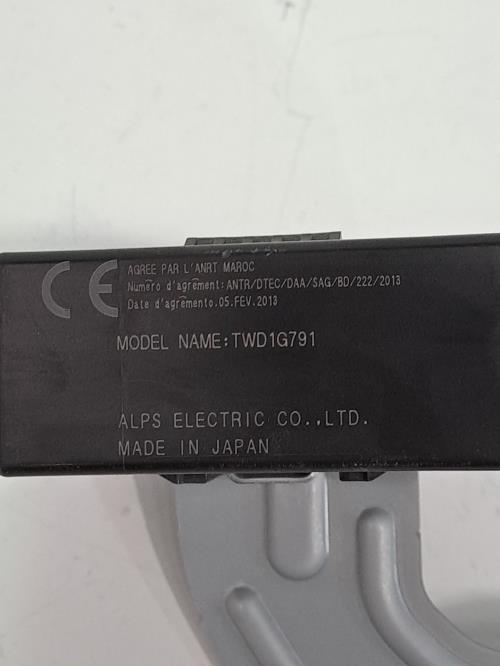 CE
AGREE PAR L'ANRT MAROC
Numéro d'agrément: ANTR/DTEC/DAA/SAG/BD/222/2013
Date d'agrémento.05.FEV.2013
MODEL NAME:TWD1G791
ALPS ELECTRIC CO.,LTD.
MADE IN JAPAN